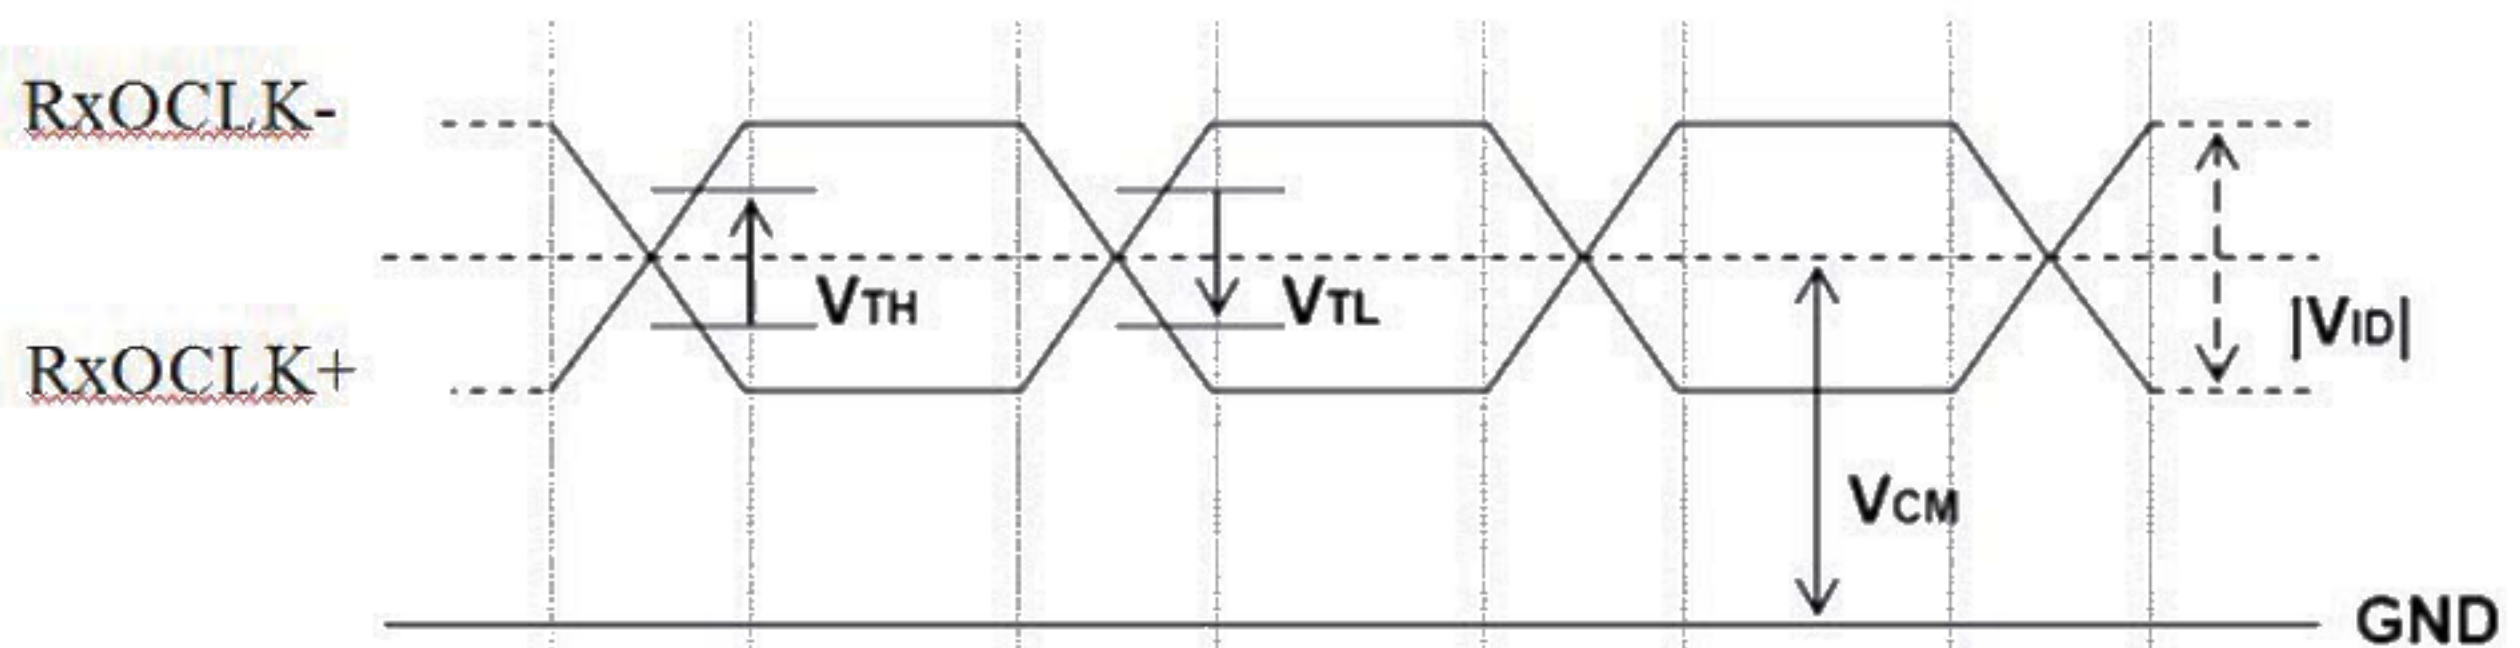 RxOCLK-
VTH
VTL
|VID|
RxOCLK+
VCM
GND